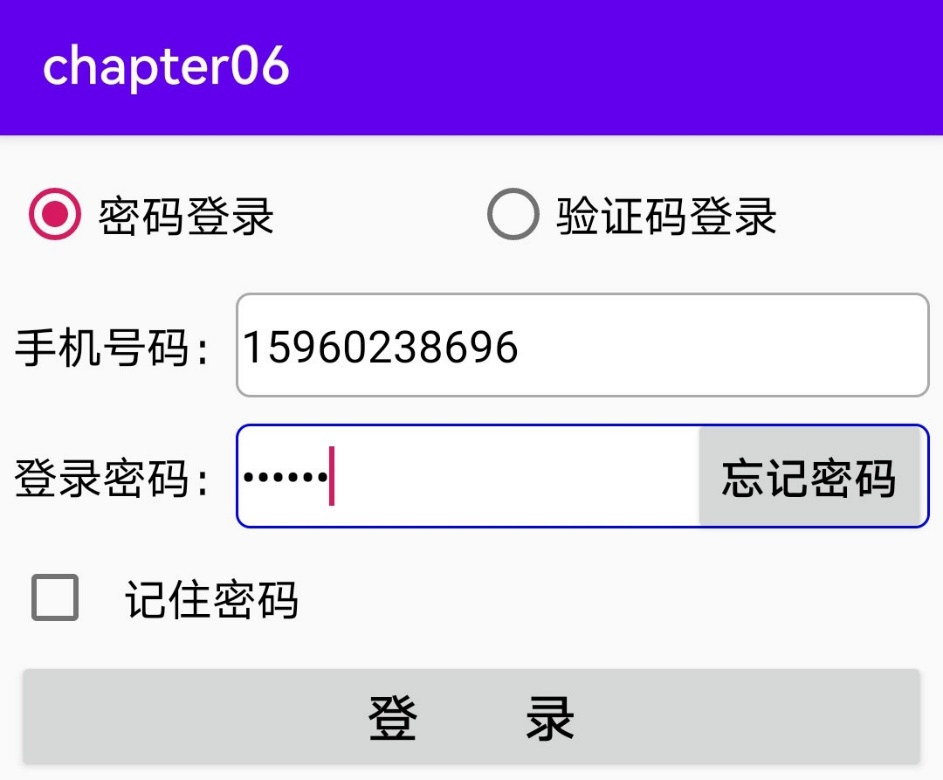 chapter06
密码登录 验证码登录
手机号码：15960238696
登录密码：•••••• 忘记密码
记住密码
登 录